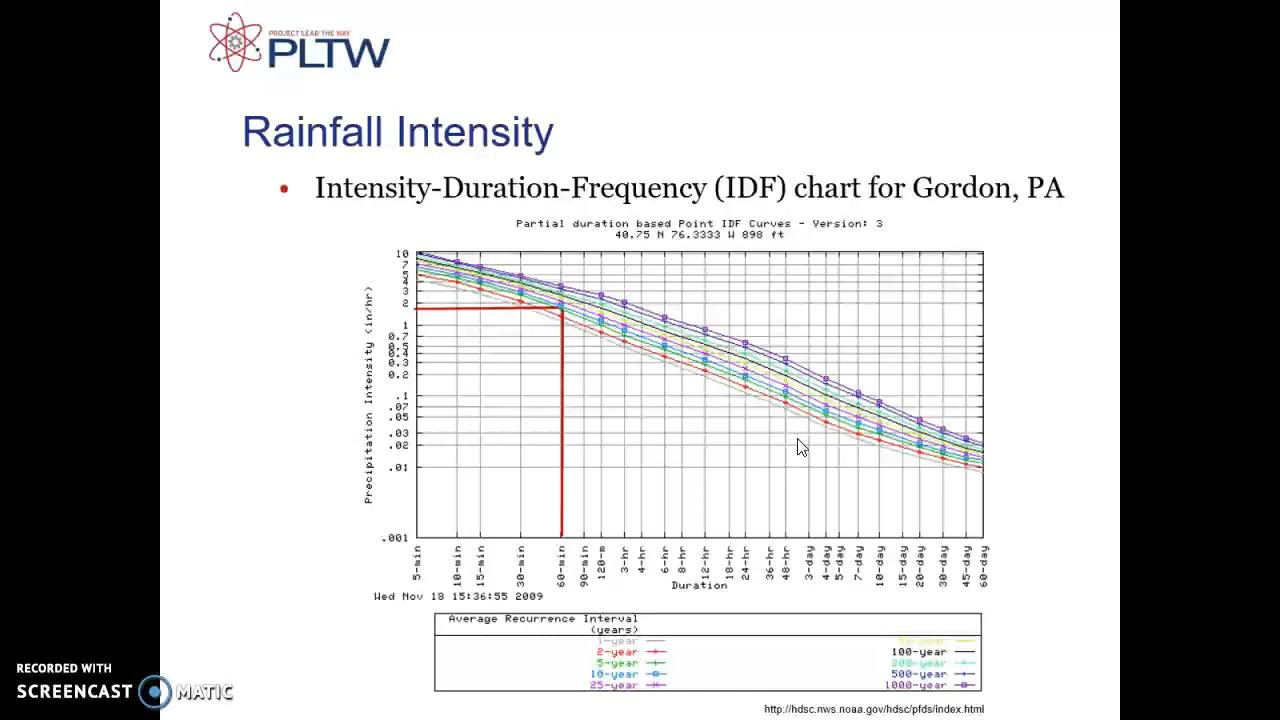 PROJECT LEAD THE WAY
PLTW
Rainfall Intensity
• Intensity-Duration-Frequency (IDF) chart for Gordon, PA
Partial duration based Point IDF Curves - Version: 3
40.75 N 76.3333 W 898 ft
Precipitation Intensity (in/hr)
10
7
5
4
3
2
1
0.7
0.5
0.4
0.3
0.2
.1
.07
.05
.03
.02
.01
.001
5-min
10-min
15-min
30-min
60-min
90-min
120-m
3-hr
4-hr
6-hr
8-hr
12-hr
18-hr
24-hr
36-hr
48-hr
3-day
4-day
5-day
7-day
10-day
15-day
20-day
30-day
45-day
60-day
Duration
Wed Nov 18 15:36:55 2009
Average Recurrence Interval
(years)
1-year
2-year
5-year
10-year
25-year
100-year
200-year
500-year
1000-year
http://hdsc.nws.noaa.gov/hdsc/pfds/index.html
RECORDED WITH
SCREENCAST MATIC